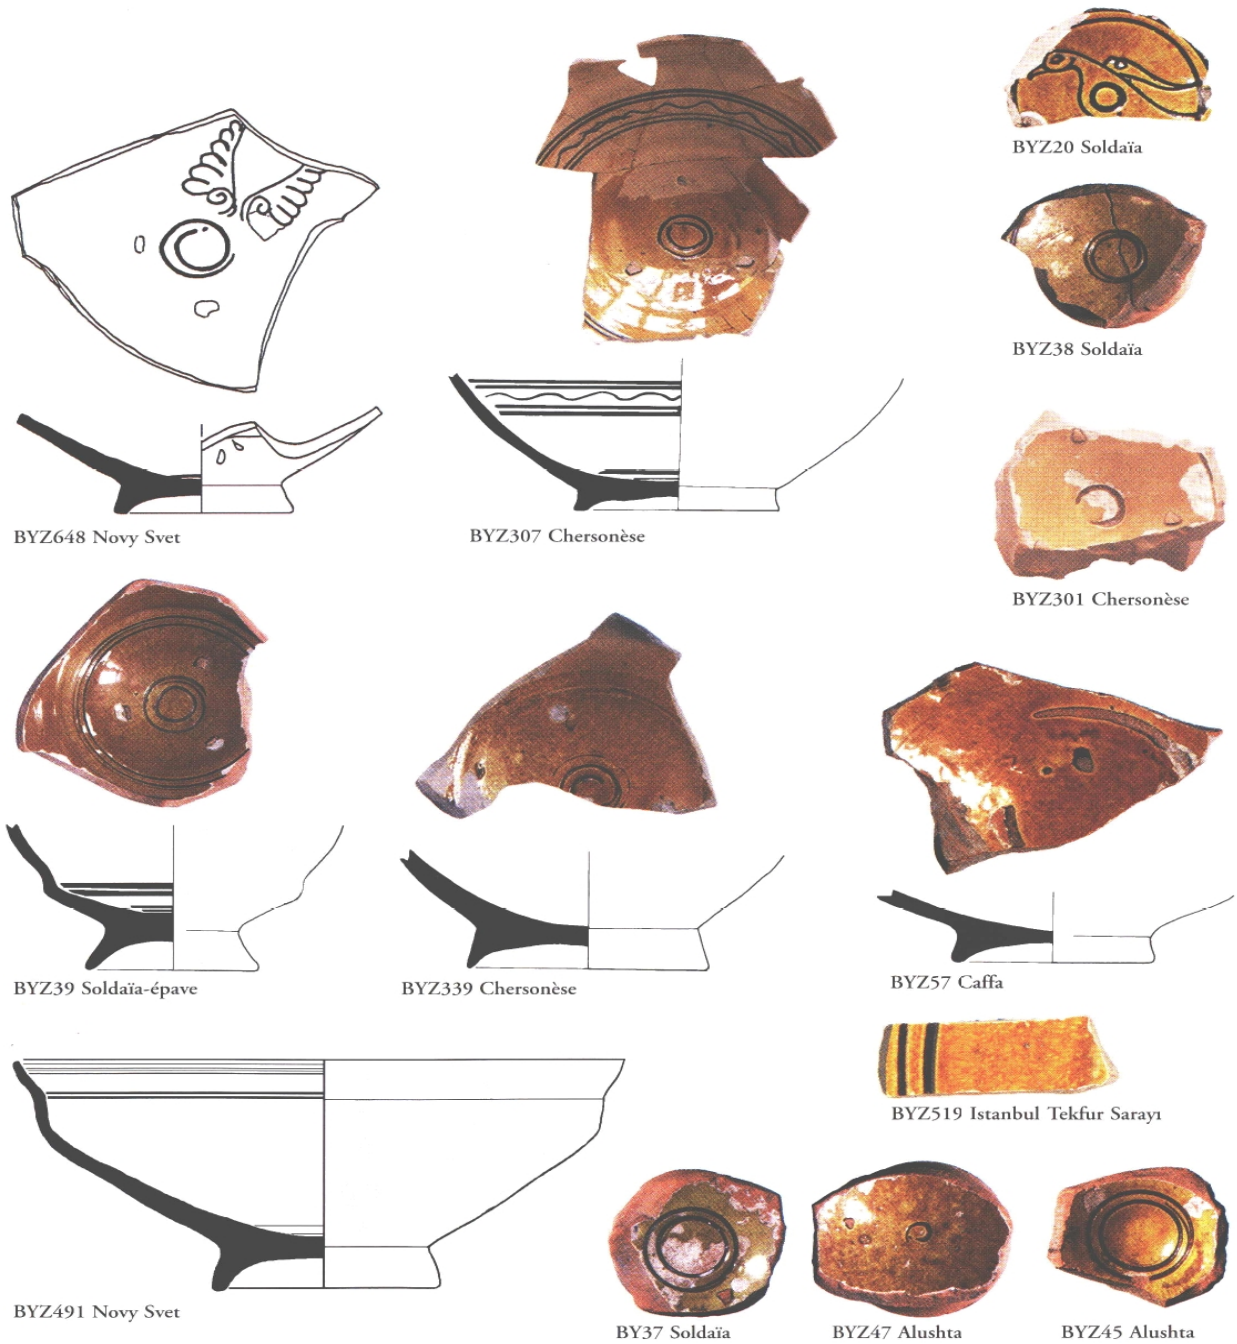 BYZ20 Soldaïa
BYZ38 Soldaïa
BYZ648 Novy Svet
BYZ307 Chersonèse
BYZ301 Chersonèse
BYZ39 Soldaïa-épave
BYZ339 Chersonèse
BYZ57 Caffa
BYZ519 Istanbul Tekfur Sarayı
BYZ491 Novy Svet
BY37 Soldaïa
BYZ47 Alushta
BYZ45 Alushta